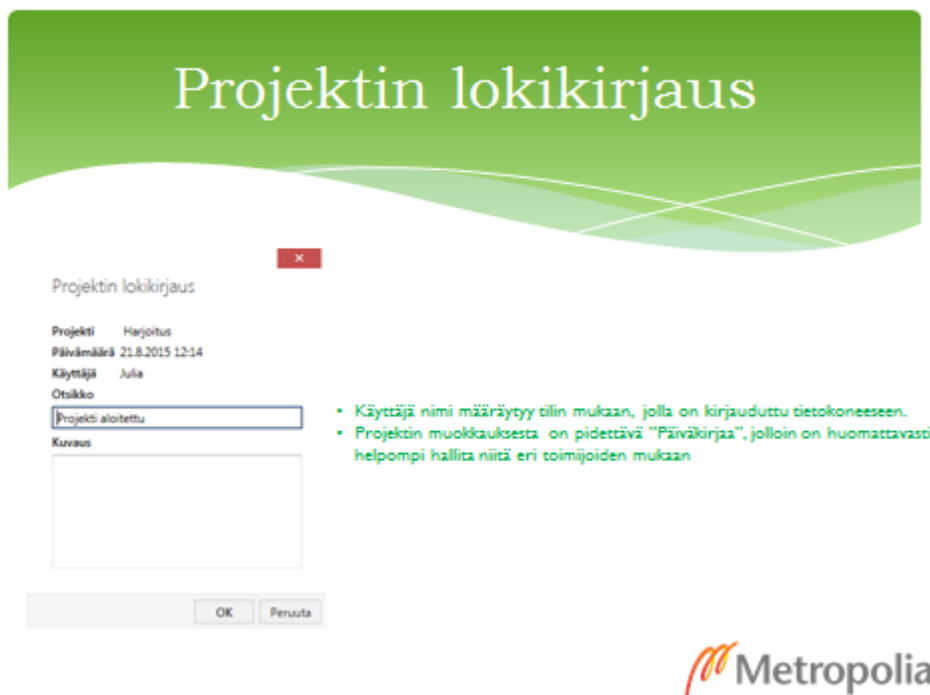 Projektin lokikirjaus
×
Projektin lokikirjaus
Projekti Harjoitus
Päivämäärä 21.8.2015 12:14
Käyttäjä Julia
Otsikko
Projekti aloitettu
Kuvaus
• Käyttäjä nimi määräytyy tilin mukaan, jolla on kirjauduttu tietokoneeseen.
• Projektin muokkauksesta on pidettävä "Päiväkirjaa", jolloin on huomattavasti
helpompi hallita niitä eri toimijoiden mukaan
OK Peruuta
Metropolia